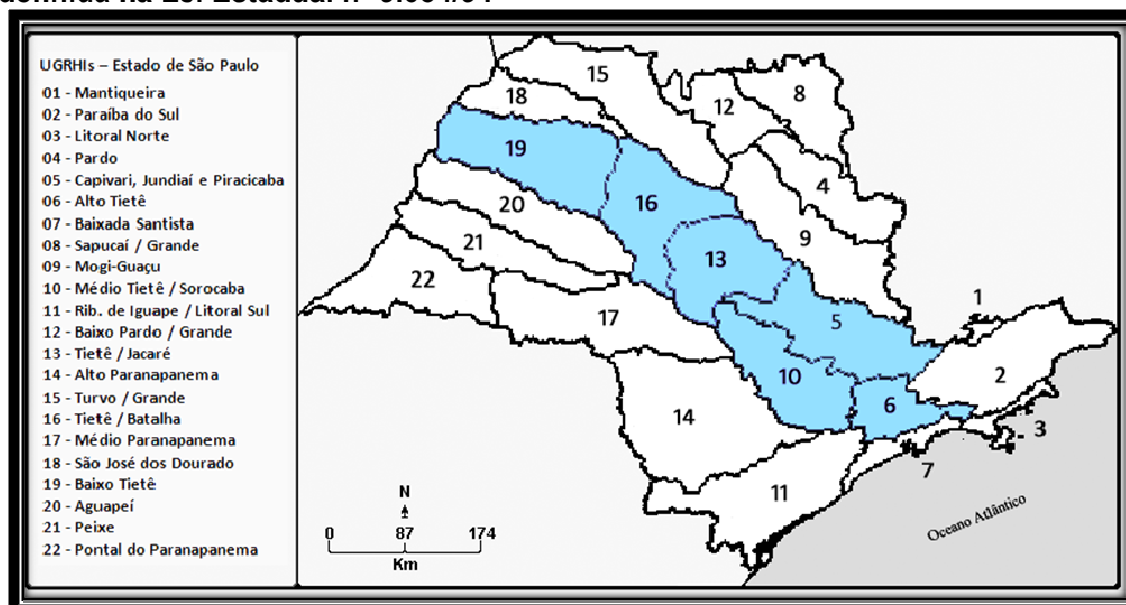 UGRHIs – Estado de São Paulo
01 - Mantiqueira
02 - Paraíba do Sul
03 - Litoral Norte
04 - Pardo
05 - Capivari, Jundiaí e Piracicaba
06 - Alto Tietê
07 - Baixada Santista
08 - Sapucaí / Grande
09 - Mogi-Guaçu
10 - Médio Tietê / Sorocaba
11 - Rib. de Iguape / Litoral Sul
12 - Baixo Pardo / Grande
13 - Tietê / Jacaré
14 - Alto Paranapanema
15 - Turvo / Grande
16 - Tietê / Batalha
17 - Médio Paranapanema
18 - São José dos Dourado
19 - Baixo Tietê
20 - Aguapeí
21 - Peixe
22 - Pontal do Paranapanema
15
18
12
8
19
4
20
16
9
21
13
22
1
17
5
10
2
6
14
3
7
11
N
0 87 174
Km
Oceano Atlântico